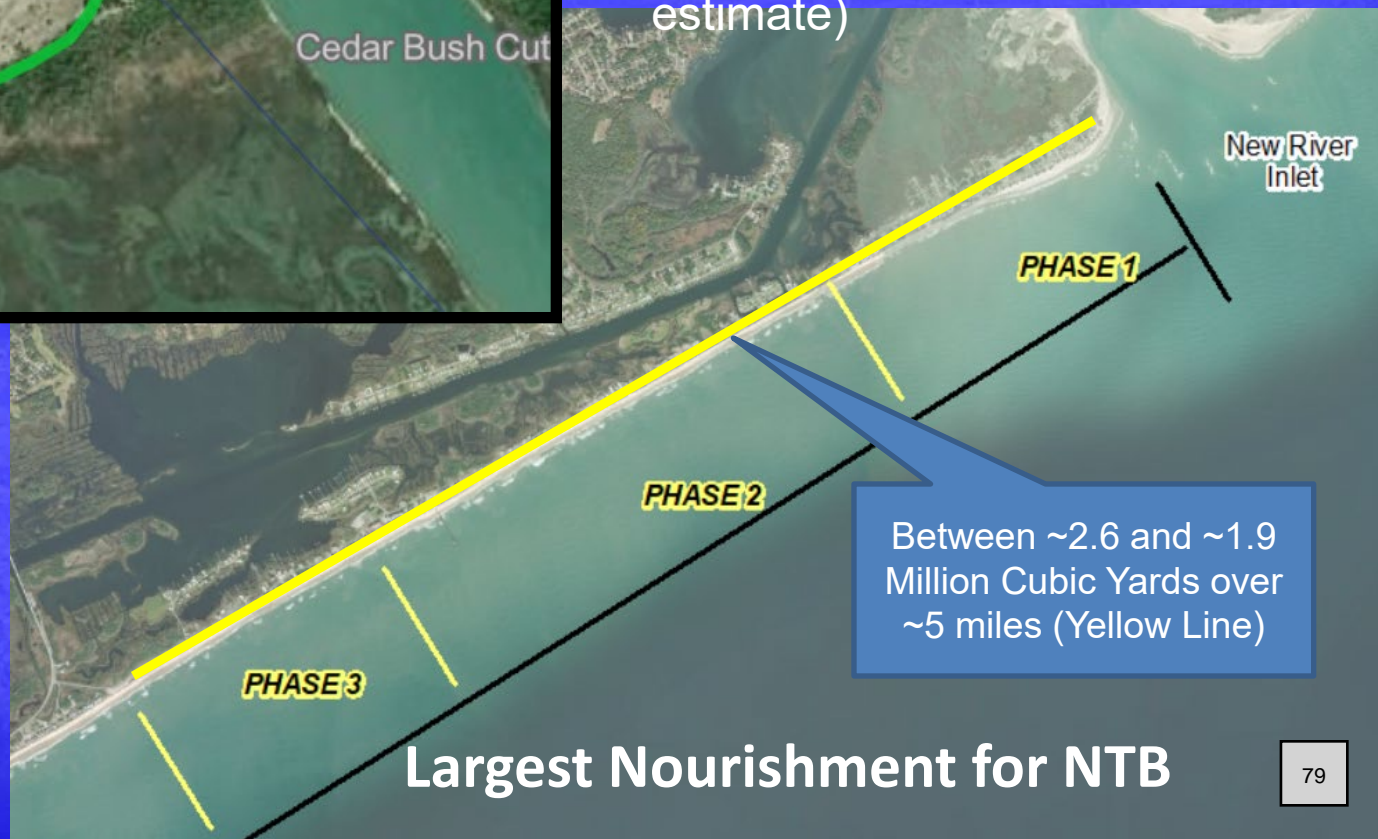 estimate)
Cedar Bush Cut
New River
Inlet
PHASE 1
PHASE 2
Between ~2.6 and ~1.9
Million Cubic Yards over
~5 miles (Yellow Line)
PHASE 3
Largest Nourishment for NTB
79